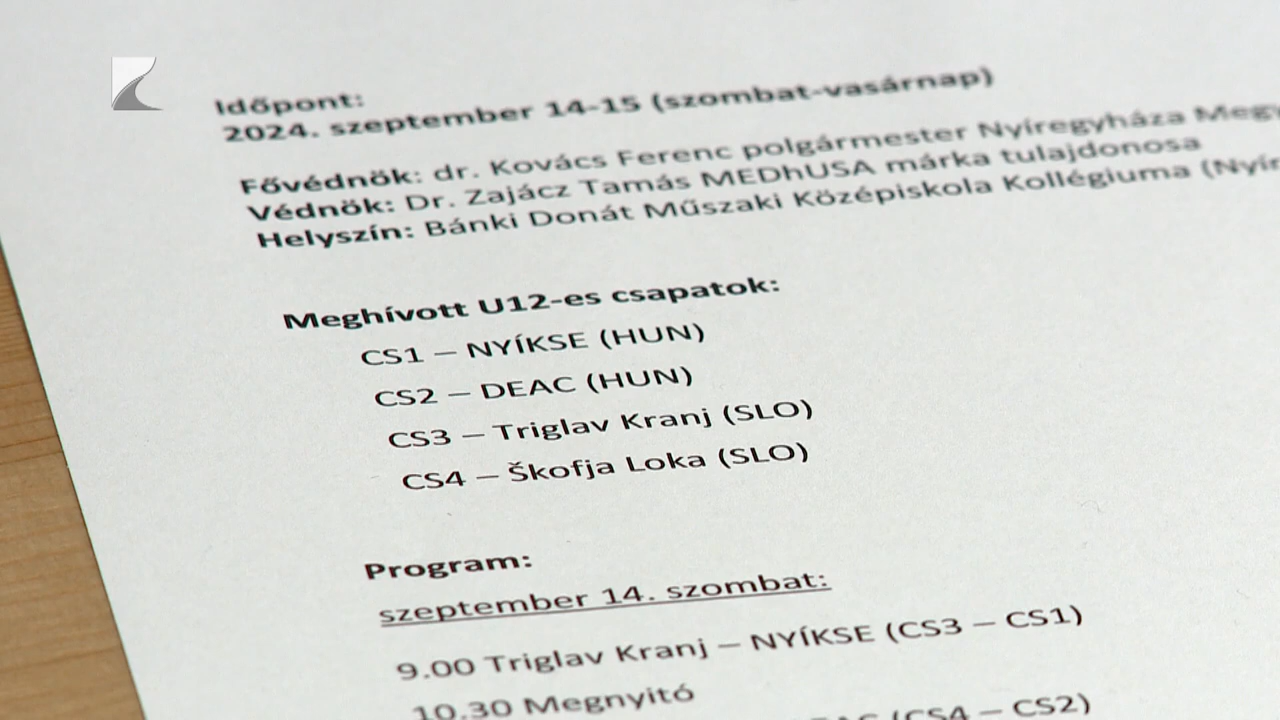 Időpont:
2024. szeptember 14-15 (szombat-vasárnap)
Fővédnök: dr. Kovács Ferenc polgármester Nyíregyháza
Védnök: Dr. Zajácz Tamás MEDhUSA márka tulajdonosa
Helyszín: Bánki Donát Műszaki Középiskola Kollégiuma
Meghívott U12-es csapatok:
CS1 – NYÍKSE (HUN)
CS2 – DEAC (HUN)
CS3 – Triglav Kranj (SLO)
CS4 – Škofja Loka (SLO)
Program:
szeptember 14. szombat:
9.00 Triglav Kranj – NYÍKSE (CS3 – CS1)
10.30 Megnyitó
(CS4 – CS2)